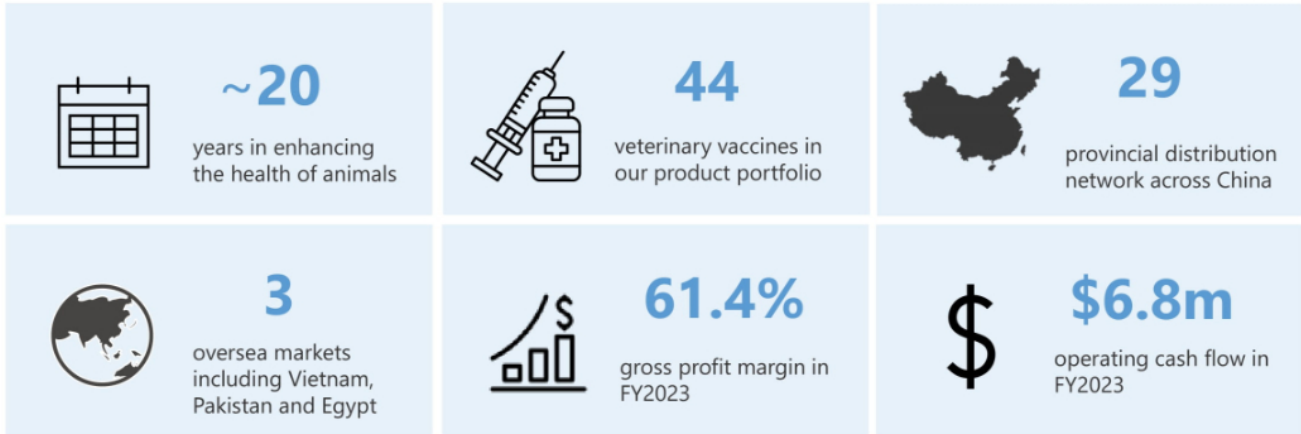 ~20
years in enhancing
the health of animals
44
veterinary vaccines in
our product portfolio
29
provincial distribution
network across China
3
oversea markets
including Vietnam,
Pakistan and Egypt
$
61.4%
gross profit margin in
FY2023
$
$6.8m
operating cash flow in
FY2023